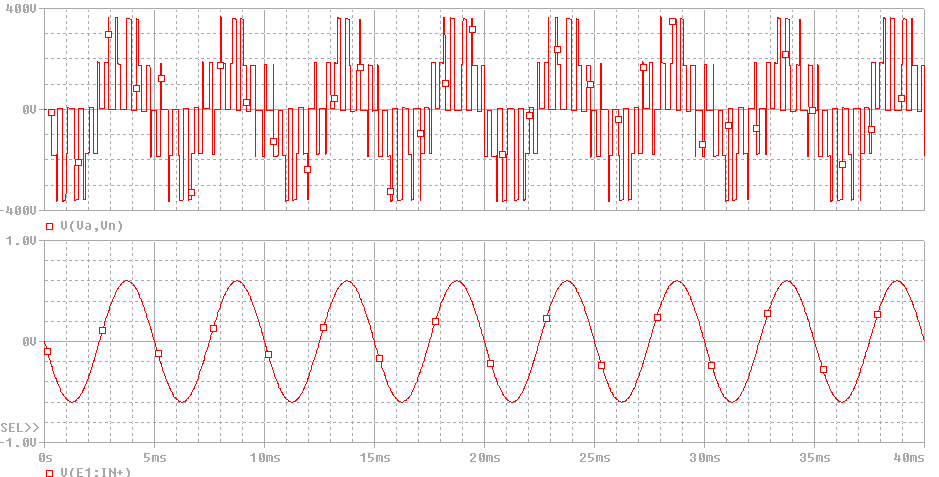 400V
0V
-400V
V(Va,Vn)
1.0V
0V
SEL>>
-1.0V
0s 5ms 10ms 15ms 20ms 25ms 30ms 35ms 40ms
V(E1:IN+)